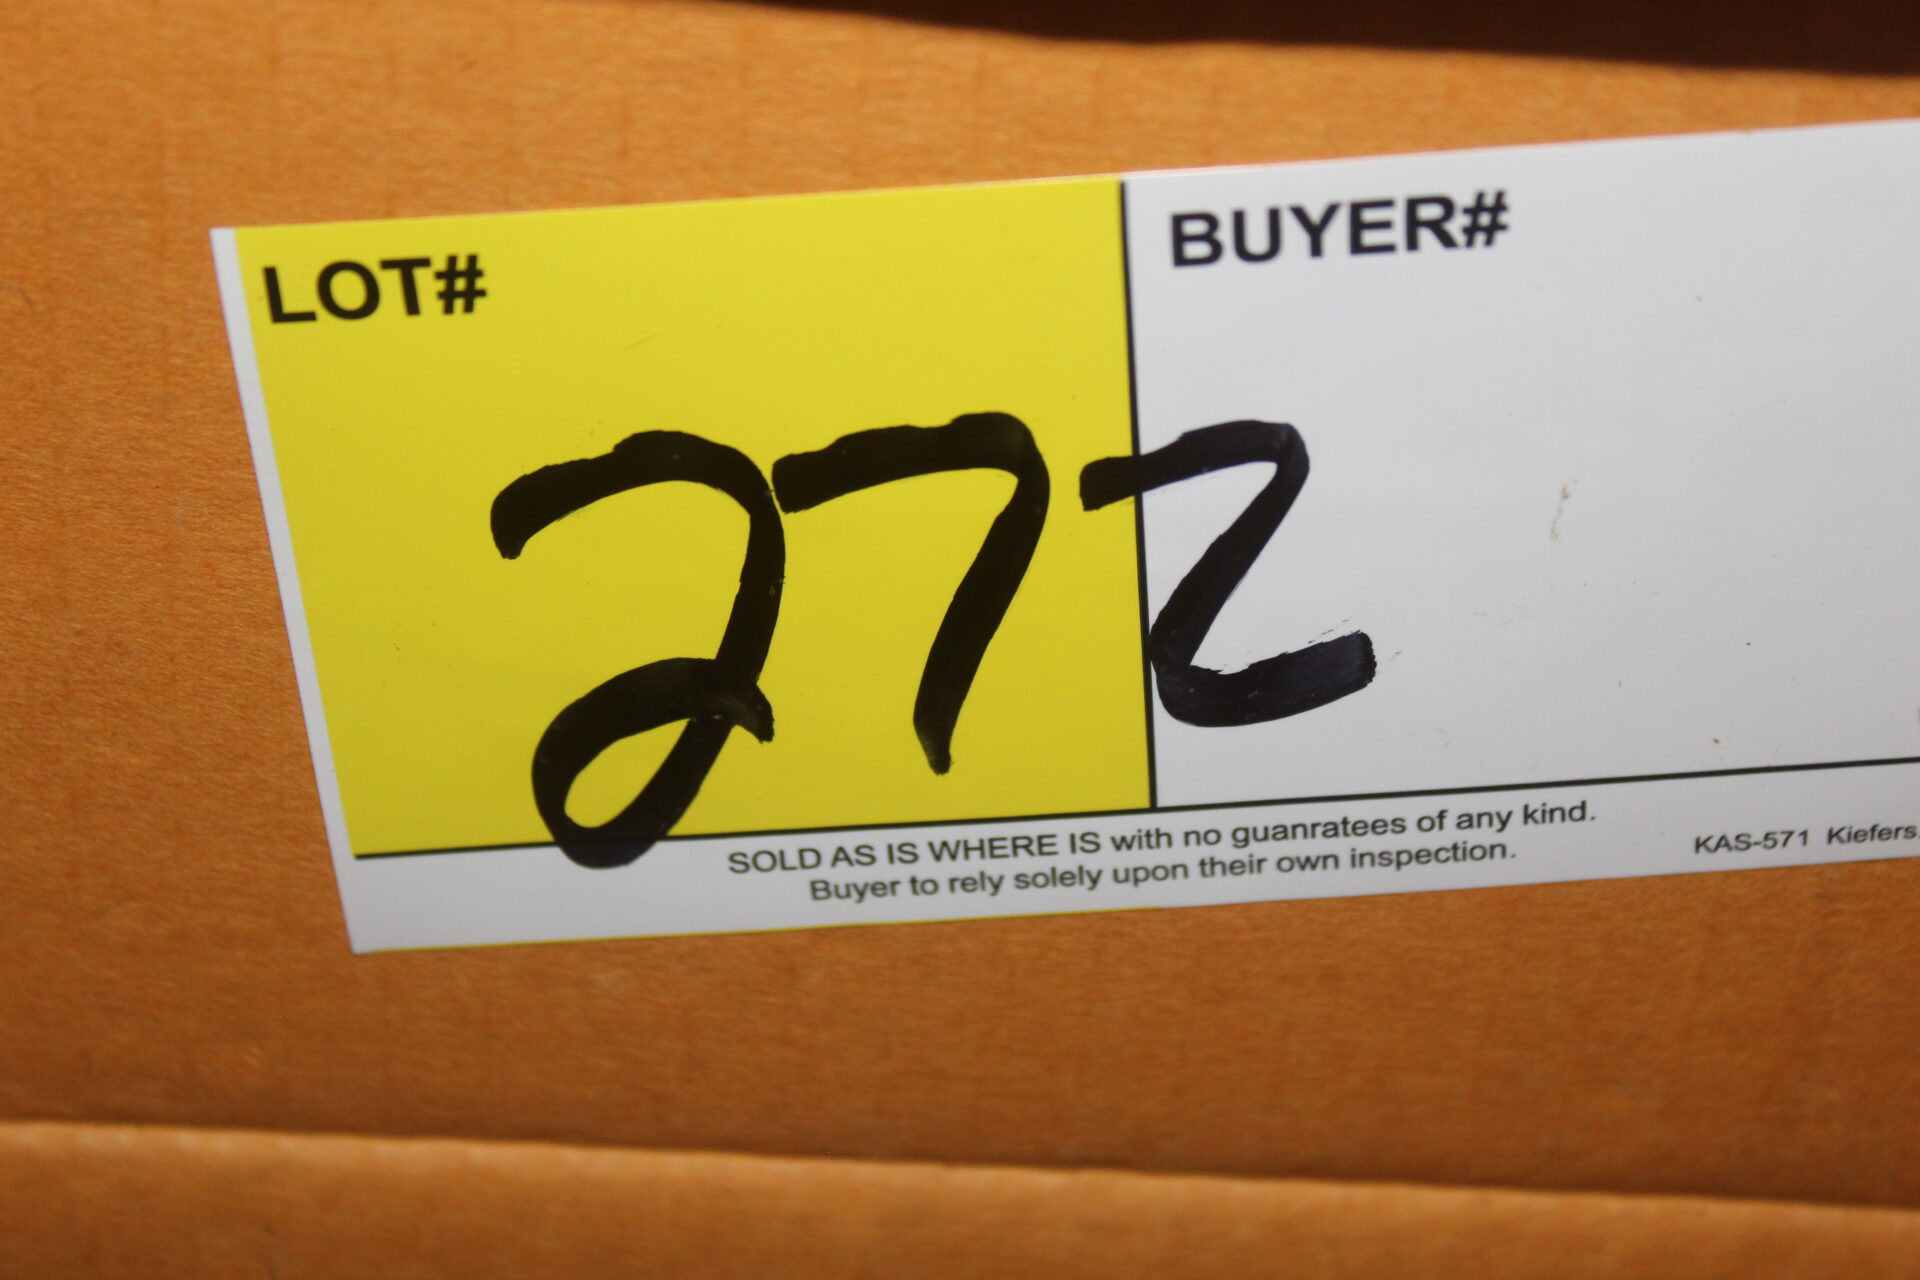 LOT# BUYER#
272
SOLD AS IS WHERE IS with no guanratees of any kind.
Buyer to rely solely upon their own inspection.
KAS-571 Kiefers